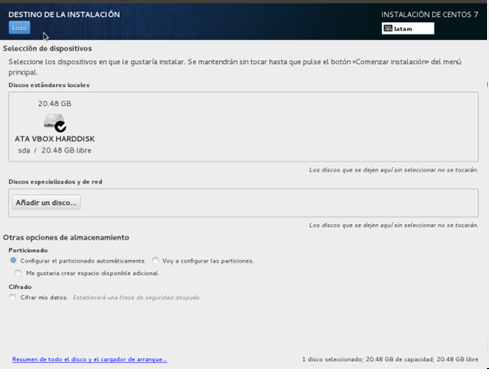 DESTINO DE LA INSTALACIÓN
INSTALACIÓN DE CENTOS 7
Listo
latam
Selección de dispositivos
Seleccione los dispositivos en que le gustaría instalar. Se mantendrán sin tocar hasta que pulse el botón «Comenzar instalación» del menú
principal.
Discos estándares locales
20.48 GB
ATA VBOX HARDDISK
sda / 20.48 GB libre
Los discos que se dejen aquí sin seleccionar no se tocarán.
Discos especializados y de red
Añadir un disco...
Los discos que se dejen aquí sin seleccionar no se tocarán.
Otras opciones de almacenamiento
Particionado
Configurar el particionado automáticamente. Voy a configurar las particiones.
Me gustaria crear espacio disponible adicional.
Cifrado
Cifrar mis datos. Establecerá una frase de seguridad después.
Resumen de todo el disco y el cargador de arranque...
1 disco seleccionado; 20.48 GB de capacidad; 20.48 GB libre